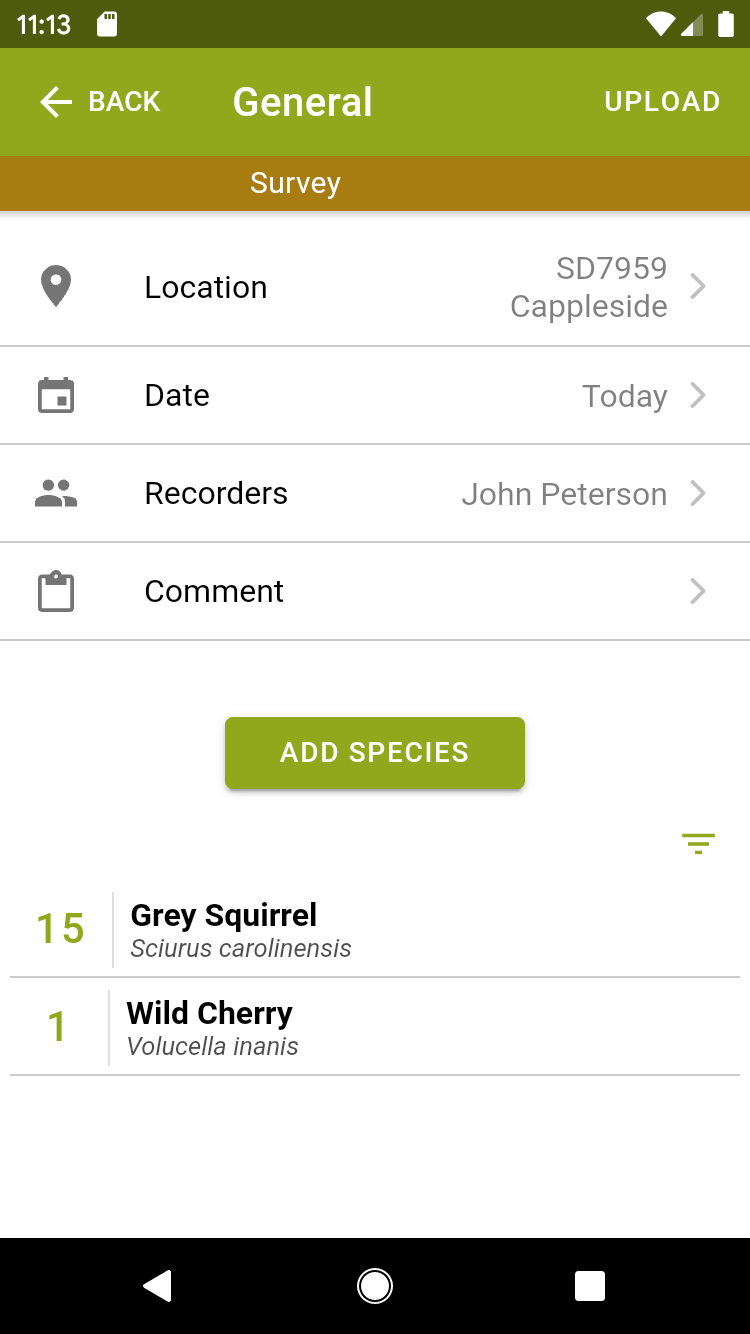 11:13
BACK General UPLOAD
Survey
Location
SD7959
Cappleside
Date Today
Recorders John Peterson
Comment
ADD SPECIES
15 Grey Squirrel
Sciurus carolinensis
1 Wild Cherry
Volucella inanis